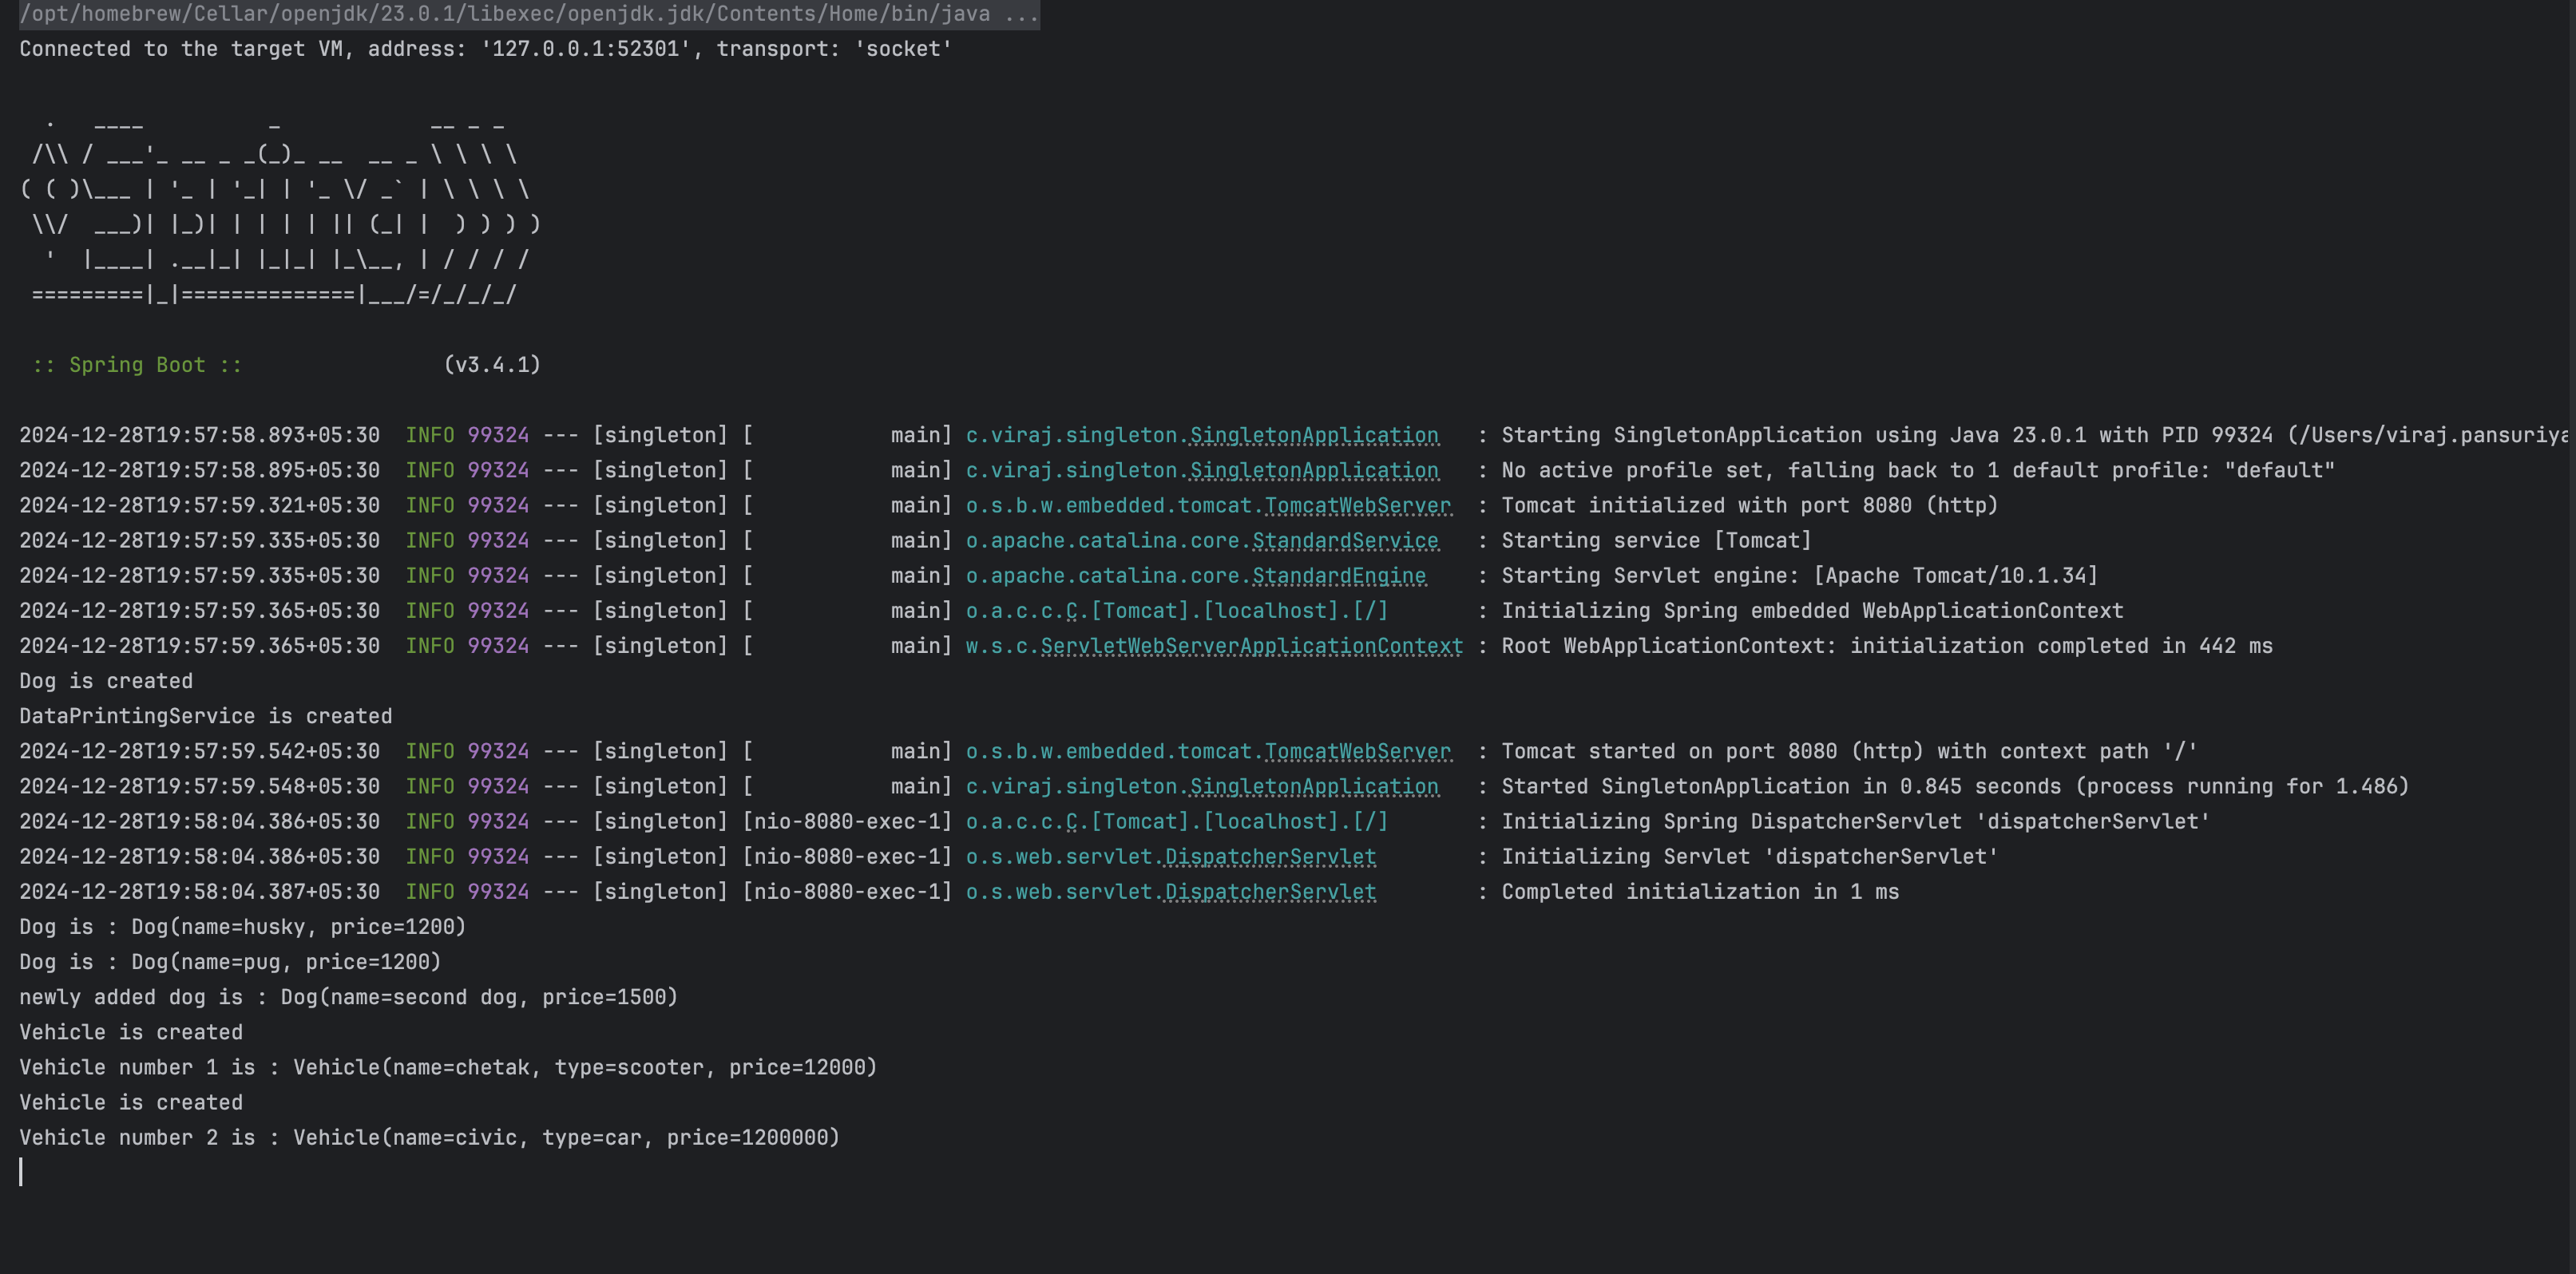 /opt/homebrew/Cellar/openjdk/23.0.1/libexec/openjdk.jdk/Contents/Home/bin/java ...
Connected to the target VM, address: '127.0.0.1:52301', transport: 'socket'
  .   ____          _            __ _ _
 /\\ / ___'_ __ _ _(_)_ __  __ _ \ \ \ \
( ( )\___ | '_ | '_| | '_ \/ _` | \ \ \ \
 \\/  ___)| |_)| | | | | || (_| |  ) ) ) )
  '  |____| .__|_| |_|_| |_\__, | / / / /
 =========|_|==============|___/=/_/_/_/
 :: Spring Boot ::                (v3.4.1)
2024-12-28T19:57:58.893+05:30  INFO 99324 --- [singleton] [           main] c.viraj.singleton.SingletonApplication   : Starting SingletonApplication using Java 23.0.1 with PID 99324 (/Users/viraj.pansuriya
2024-12-28T19:57:58.895+05:30  INFO 99324 --- [singleton] [           main] c.viraj.singleton.SingletonApplication   : No active profile set, falling back to 1 default profile: "default"
2024-12-28T19:57:59.321+05:30  INFO 99324 --- [singleton] [           main] o.s.b.w.embedded.tomcat.TomcatWebServer  : Tomcat initialized with port 8080 (http)
2024-12-28T19:57:59.335+05:30  INFO 99324 --- [singleton] [           main] o.apache.catalina.core.StandardService   : Starting service [Tomcat]
2024-12-28T19:57:59.335+05:30  INFO 99324 --- [singleton] [           main] o.apache.catalina.core.StandardEngine    : Starting Servlet engine: [Apache Tomcat/10.1.34]
2024-12-28T19:57:59.365+05:30  INFO 99324 --- [singleton] [           main] o.a.c.c.C.[Tomcat].[localhost].[/]       : Initializing Spring embedded WebApplicationContext
2024-12-28T19:57:59.365+05:30  INFO 99324 --- [singleton] [           main] w.s.c.ServletWebServerApplicationContext : Root WebApplicationContext: initialization completed in 442 ms
Dog is created
DataPrintingService is created
2024-12-28T19:57:59.542+05:30  INFO 99324 --- [singleton] [           main] o.s.b.w.embedded.tomcat.TomcatWebServer  : Tomcat started on port 8080 (http) with context path '/'
2024-12-28T19:57:59.548+05:30  INFO 99324 --- [singleton] [           main] c.viraj.singleton.SingletonApplication   : Started SingletonApplication in 0.845 seconds (process running for 1.486)
2024-12-28T19:58:04.386+05:30  INFO 99324 --- [singleton] [nio-8080-exec-1] o.a.c.c.C.[Tomcat].[localhost].[/]       : Initializing Spring DispatcherServlet 'dispatcherServlet'
2024-12-28T19:58:04.386+05:30  INFO 99324 --- [singleton] [nio-8080-exec-1] o.s.web.servlet.DispatcherServlet        : Initializing Servlet 'dispatcherServlet'
2024-12-28T19:58:04.387+05:30  INFO 99324 --- [singleton] [nio-8080-exec-1] o.s.web.servlet.DispatcherServlet        : Completed initialization in 1 ms
Dog is : Dog(name=husky, price=1200)
Dog is : Dog(name=pug, price=1200)
newly added dog is : Dog(name=second dog, price=1500)
Vehicle is created
Vehicle number 1 is : Vehicle(name=chetak, type=scooter, price=12000)
Vehicle is created
Vehicle number 2 is : Vehicle(name=civic, type=car, price=1200000)